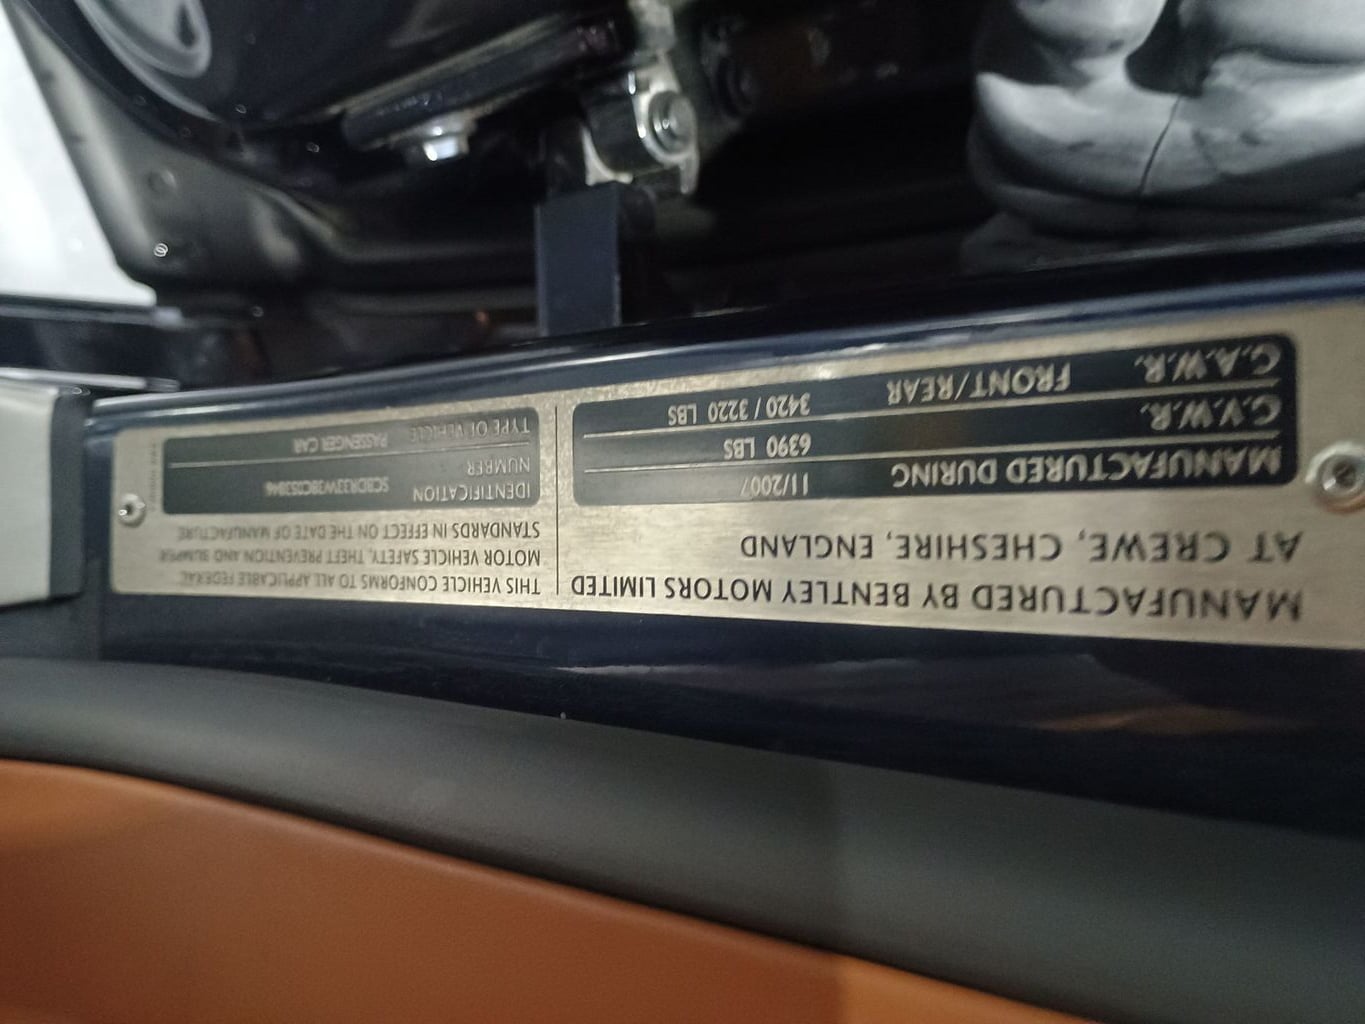 MANUFACTURED BY BENTLEY MOTORS LIMITED
AT CREWE, CHESHIRE, ENGLAND
MANUFACTURED DURING 11/2007
G.V.W.R. 6390 LBS
G.A.W.R. FRONT/REAR 3420 / 3220 LBS
THIS VEHICLE CONFORMS TO ALL APPLICABLE FEDERAL
MOTOR VEHICLE SAFETY, THEFT PREVENTION AND BUMPER
STANDARDS IN EFFECT ON THE DATE OF MANUFACTURE
IDENTIFICATION
NUMBER
TYPE OF VEHICLE PASSENGER CAR